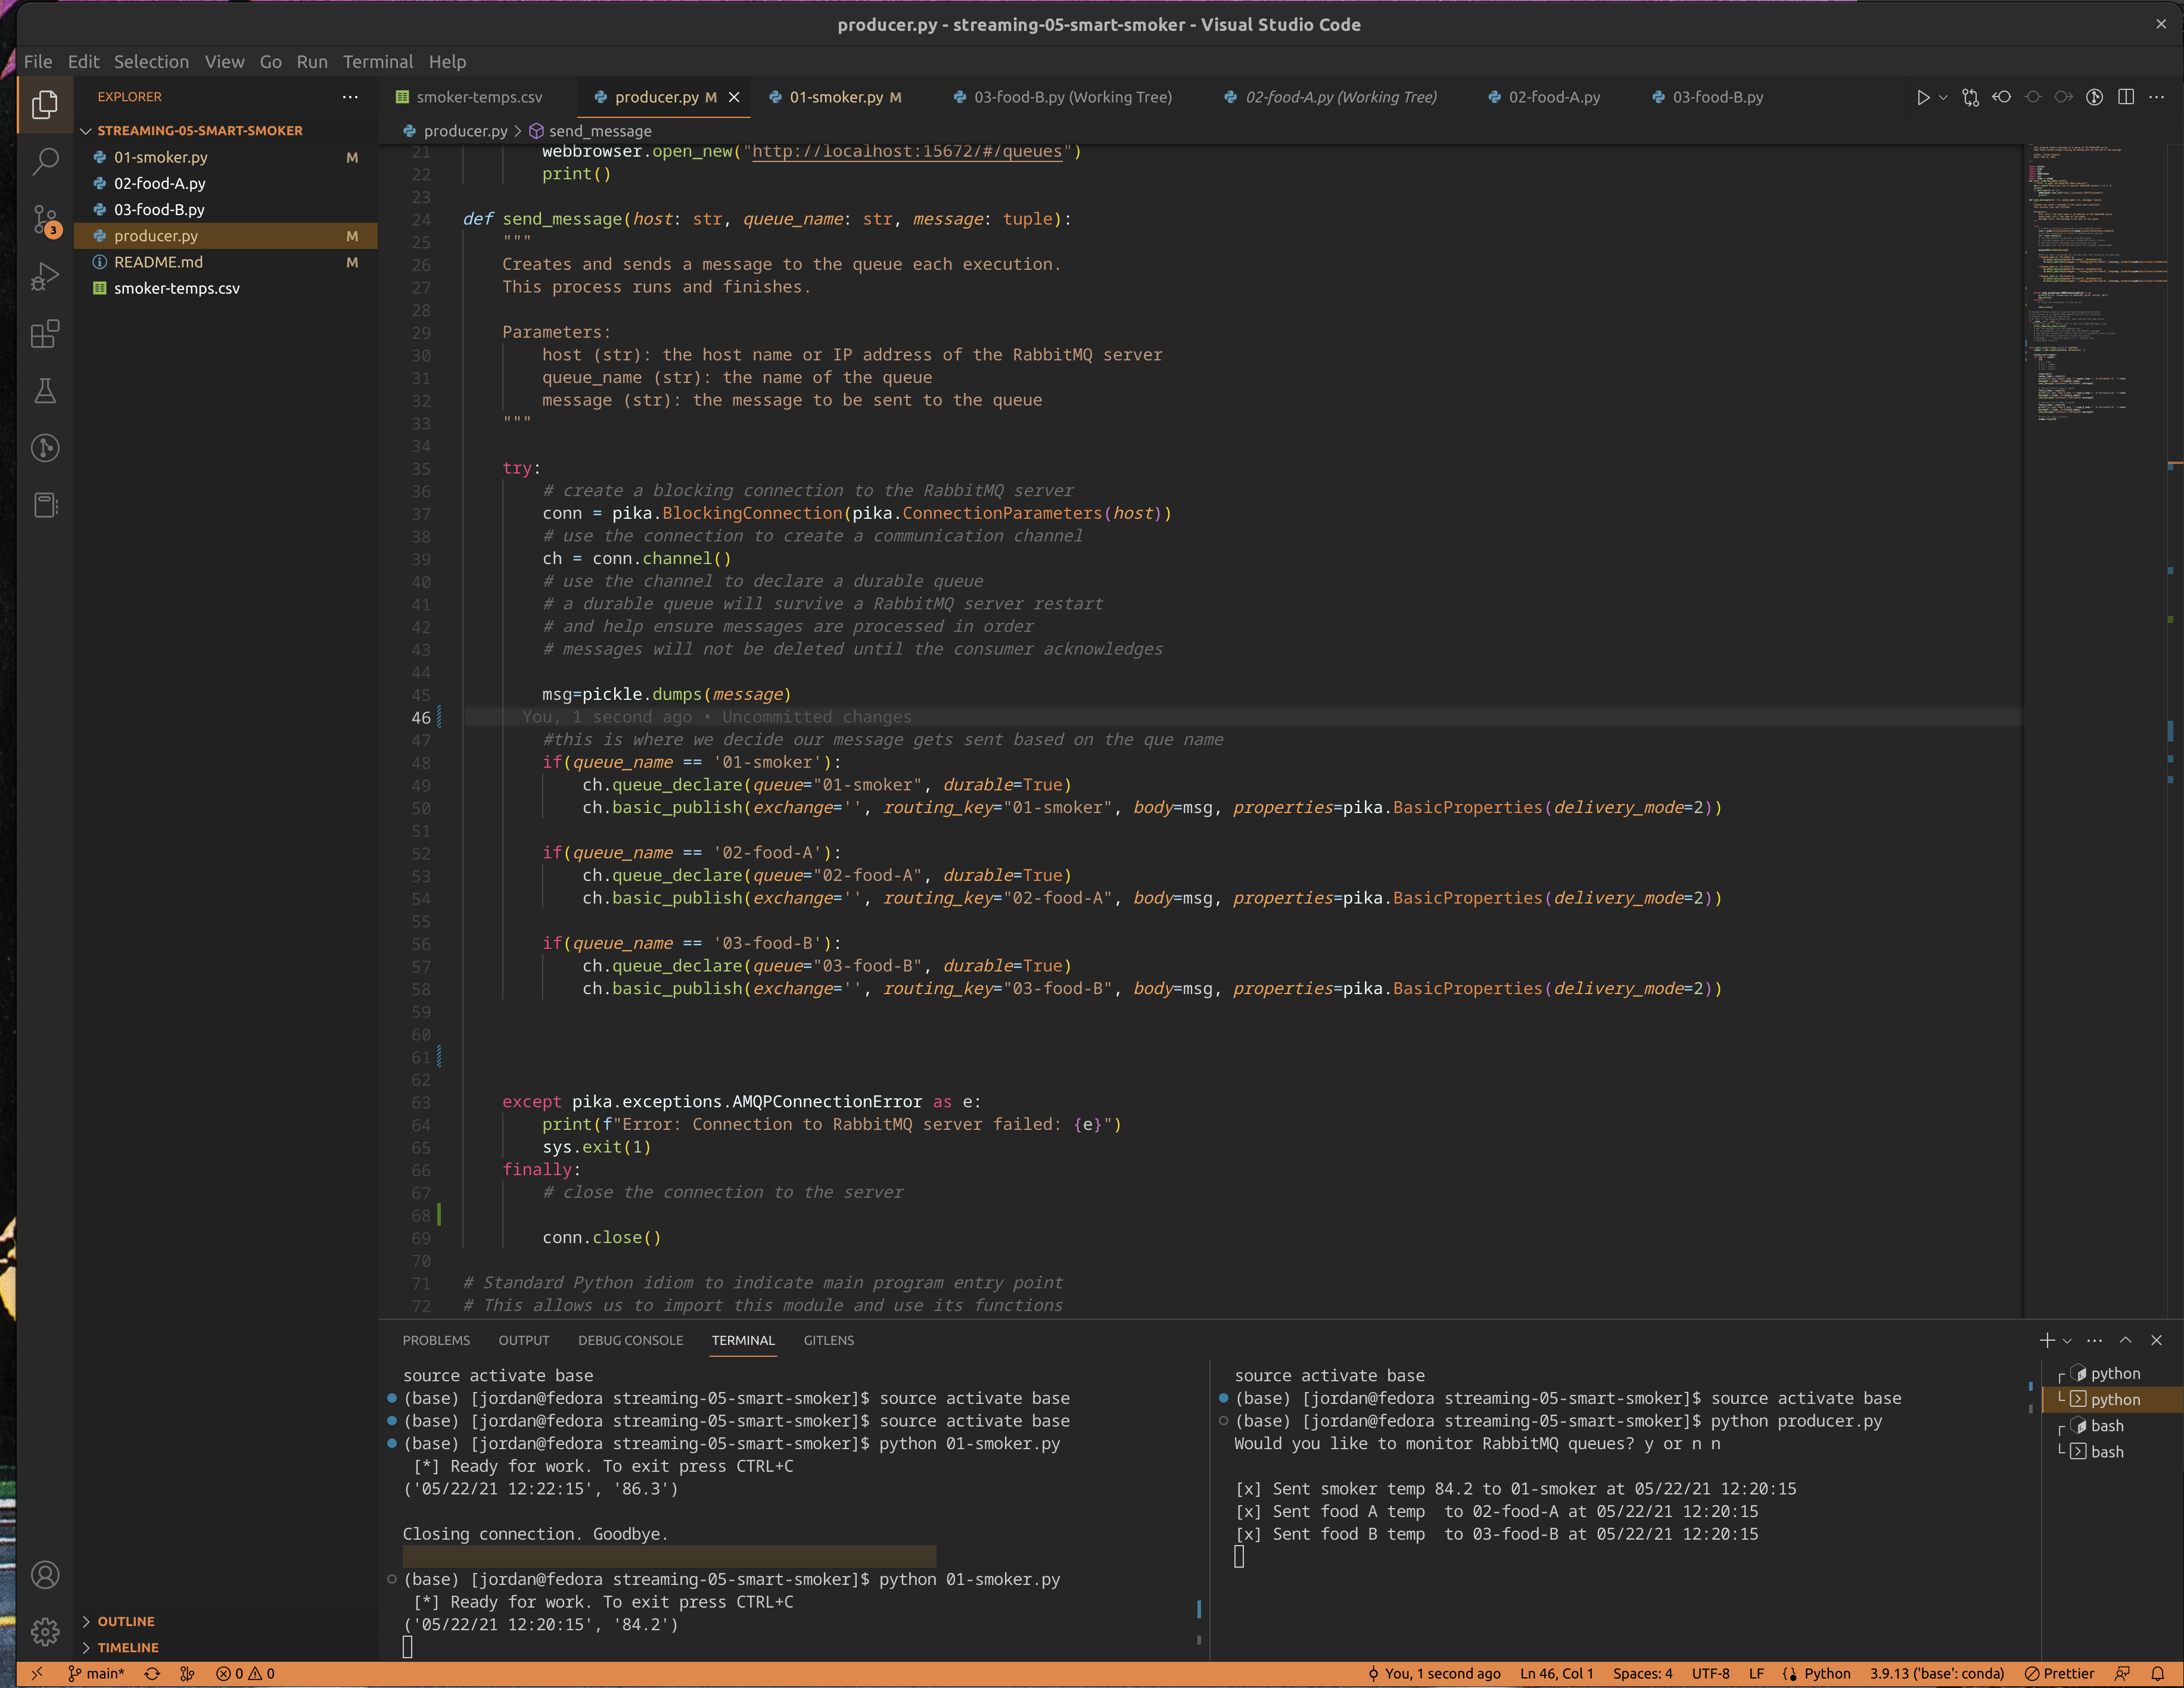 producer.py - streaming-05-smart-smoker - Visual Studio Code
File Edit Selection View Go Run Terminal Help
EXPLORER
STREAMING-05-SMART-SMOKER
01-smoker.py M
02-food-A.py
03-food-B.py
3
producer.py M
README.md M
smoker-temps.csv
OUTLINE
TIMELINE
smoker-temps.csv producer.py M 01-smoker.py M 03-food-B.py (Working Tree) 02-food-A.py (Working Tree) 02-food-A.py 03-food-B.py
producer.py > send_message
21 webbrowser.open_new("http://localhost:15672/#/queues")
22 print()
23
24 def send_message(host: str, queue_name: str, message: tuple):
25 """
26 Creates and sends a message to the queue each execution.
27 This process runs and finishes.
28
29 Parameters:
30 host (str): the host name or IP address of the RabbitMQ server
31 queue_name (str): the name of the queue
32 message (str): the message to be sent to the queue
33 """
34
35 try:
36 # create a blocking connection to the RabbitMQ server
37 conn = pika.BlockingConnection(pika.ConnectionParameters(host))
38 # use the connection to create a communication channel
39 ch = conn.channel()
40 # use the channel to declare a durable queue
41 # a durable queue will survive a RabbitMQ server restart
42 # and help ensure messages are processed in order
43 # messages will not be deleted until the consumer acknowledges
44
45 msg=pickle.dumps(message)
46 You, 1 second ago • Uncommitted changes
47 #this is where we decide our message gets sent based on the que name
48 if(queue_name == '01-smoker'):
49 ch.queue_declare(queue="01-smoker", durable=True)
50 ch.basic_publish(exchange='', routing_key="01-smoker", body=msg, properties=pika.BasicProperties(delivery_mode=2))
51
52 if(queue_name == '02-food-A'):
53 ch.queue_declare(queue="02-food-A", durable=True)
54 ch.basic_publish(exchange='', routing_key="02-food-A", body=msg, properties=pika.BasicProperties(delivery_mode=2))
55
56 if(queue_name == '03-food-B'):
57 ch.queue_declare(queue="03-food-B", durable=True)
58 ch.basic_publish(exchange='', routing_key="03-food-B", body=msg, properties=pika.BasicProperties(delivery_mode=2))
59
60
61
62
63 except pika.exceptions.AMQPConnectionError as e:
64 print(f"Error: Connection to RabbitMQ server failed: {e}")
65 sys.exit(1)
66 finally:
67 # close the connection to the server
68
69 conn.close()
70
71 # Standard Python idiom to indicate main program entry point
72 # This allows us to import this module and use its functions
PROBLEMS OUTPUT DEBUG CONSOLE TERMINAL GITLENS
source activate base
(base) [jordan@fedora streaming-05-smart-smoker]$ source activate base
(base) [jordan@fedora streaming-05-smart-smoker]$ source activate base
(base) [jordan@fedora streaming-05-smart-smoker]$ python 01-smoker.py
[*] Ready for work. To exit press CTRL+C
('05/22/21 12:22:15', '86.3')
Closing connection. Goodbye.
(base) [jordan@fedora streaming-05-smart-smoker]$ python 01-smoker.py
[*] Ready for work. To exit press CTRL+C
('05/22/21 12:20:15', '84.2')
source activate base
(base) [jordan@fedora streaming-05-smart-smoker]$ source activate base
(base) [jordan@fedora streaming-05-smart-smoker]$ python producer.py
Would you like to monitor RabbitMQ queues? y or n n
[x] Sent smoker temp 84.2 to 01-smoker at 05/22/21 12:20:15
[x] Sent food A temp  to 02-food-A at 05/22/21 12:20:15
[x] Sent food B temp  to 03-food-B at 05/22/21 12:20:15
python
python
bash
bash
main* 0 0 You, 1 second ago Ln 46, Col 1 Spaces: 4 UTF-8 LF Python 3.9.13 ('base': conda) Prettier